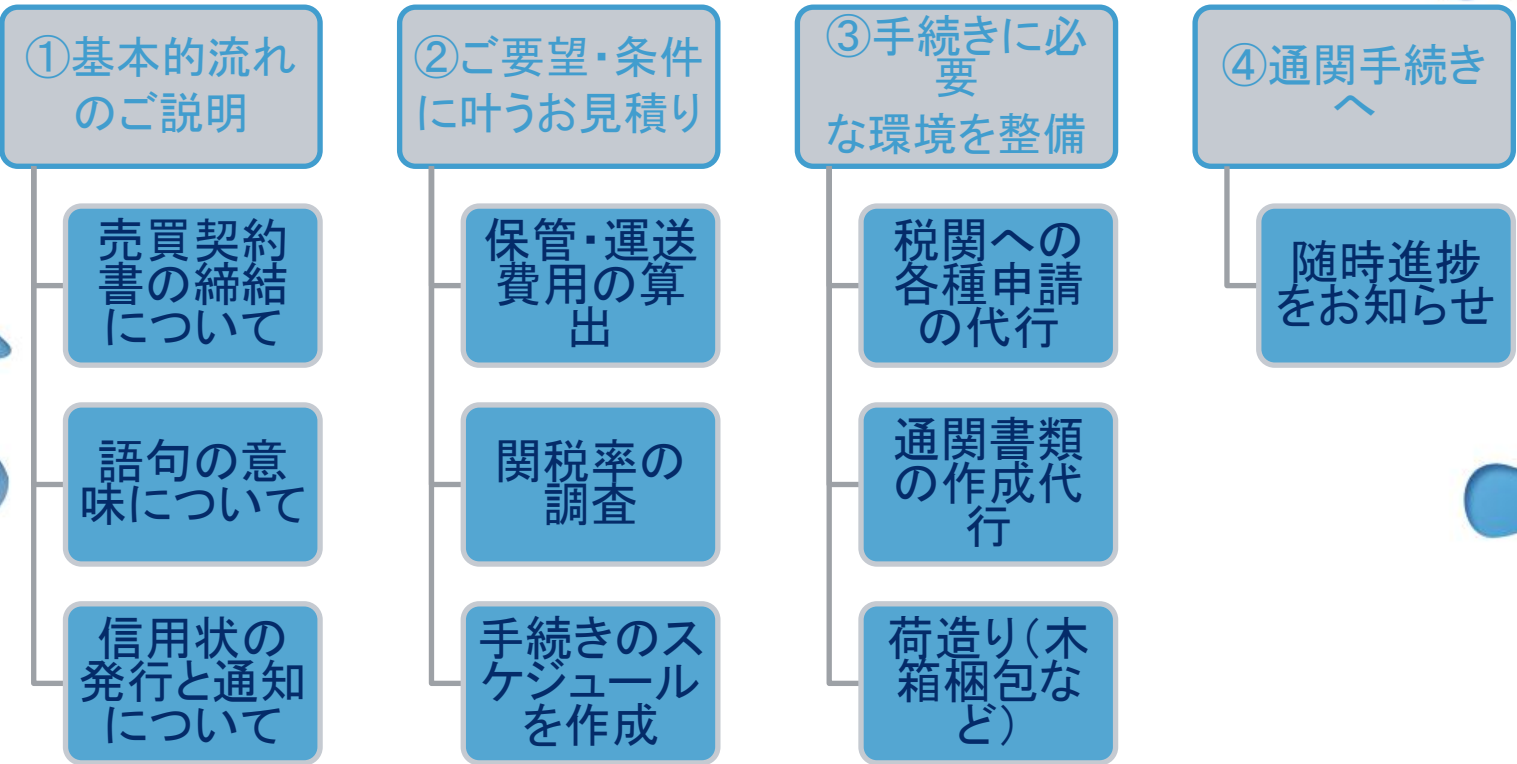 ①基本的流れ
のご説明
売買契約
書の締結
について
語句の意
味について
信用状の
発行と通知
について
②ご要望・条件
に叶うお見積り
保管・運送
費用の算
出
関税率の
調査
手続きのス
ケジュール
を作成
③手続きに必
要
な環境を整備
税関への
各種申請
の代行
通関書類
の作成代
行
荷造り(木
箱梱包な
ど)
④通関手続き
へ
随時進捗
をお知らせ